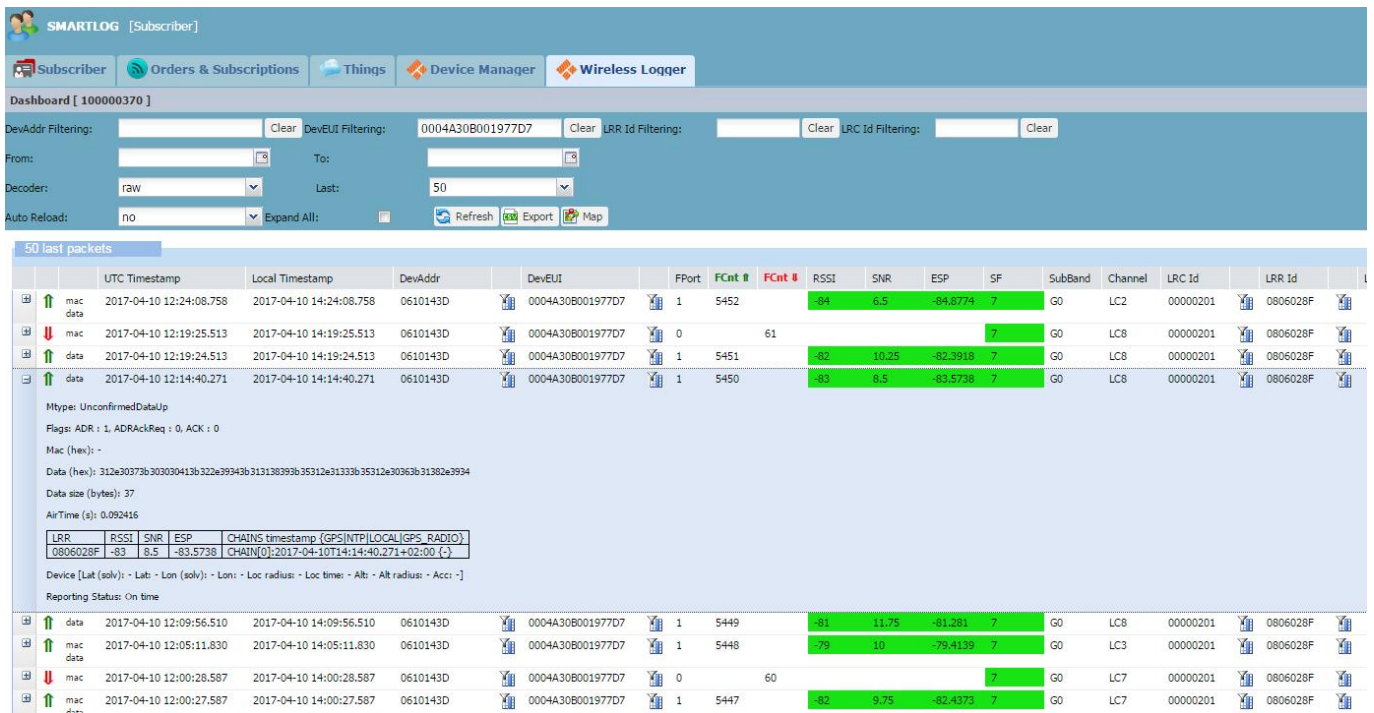 SMARTLOG [Subscriber]
Subscriber Orders & Subscriptions Things Device Manager Wireless Logger
Dashboard [ 100000370 ]
DevAddr Filtering: Clear DevEUI Filtering: 0004A30B001977D7 Clear LRR Id Filtering: Clear LRC Id Filtering: Clear
From: To:
Decoder: raw Last: 50
Auto Reload: no Expand All: Refresh Export Map
50 last packets
UTC Timestamp Local Timestamp DevAddr DevEUI FPort FCnt ⇑ FCnt ⇓ RSSI SNR ESP SF SubBand Channel LRC Id LRR Id L
mac data 2017-04-10 12:24:08.758 2017-04-10 14:24:08.758 0610143D 0004A30B001977D7 1 5452 -84 6.5 -84.8774 7 G0 LC2 00000201 0806028F
mac 2017-04-10 12:19:25.513 2017-04-10 14:19:25.513 0610143D 0004A30B001977D7 0 61 7 G0 LC8 00000201 0806028F
data 2017-04-10 12:19:24.513 2017-04-10 14:19:24.513 0610143D 0004A30B001977D7 1 5451 -82 10.25 -82.3918 7 G0 LC8 00000201 0806028F
data 2017-04-10 12:14:40.271 2017-04-10 14:14:40.271 0610143D 0004A30B001977D7 1 5450 -83 8.5 -83.5738 7 G0 LC8 00000201 0806028F
Mtype: UnconfirmedDataUp
Flags: ADR : 1, ADRAckReq : 0, ACK : 0
Mac (hex): -
Data (hex): 312e30373b303030413b322e39343b313138393b35312e31333b35312e30363b31382e3934
Data size (bytes): 37
AirTime (s): 0.092416
LRR RSSI SNR ESP CHAINS timestamp {GPS|NTP|LOCAL|GPS_RADIO}
0806028F -83 8.5 -83.5738 CHAIN[0]:2017-04-10T14:14:40.271+02:00 {-}
Device [Lat (solv): - Lat: - Lon (solv): - Lon: - Loc radius: - Loc time: - Alt: - Alt radius: - Acc: -]
Reporting Status: On time
data 2017-04-10 12:09:56.510 2017-04-10 14:09:56.510 0610143D 0004A30B001977D7 1 5449 -81 11.75 -81.281 7 G0 LC8 00000201 0806028F
mac data 2017-04-10 12:05:11.830 2017-04-10 14:05:11.830 0610143D 0004A30B001977D7 1 5448 -79 10 -79.4139 7 G0 LC3 00000201 0806028F
mac 2017-04-10 12:00:28.587 2017-04-10 14:00:28.587 0610143D 0004A30B001977D7 0 60 7 G0 LC7 00000201 0806028F
mac data 2017-04-10 12:00:27.587 2017-04-10 14:00:27.587 0610143D 0004A30B001977D7 1 5447 -82 9.75 -82.4373 7 G0 LC7 00000201 0806028F